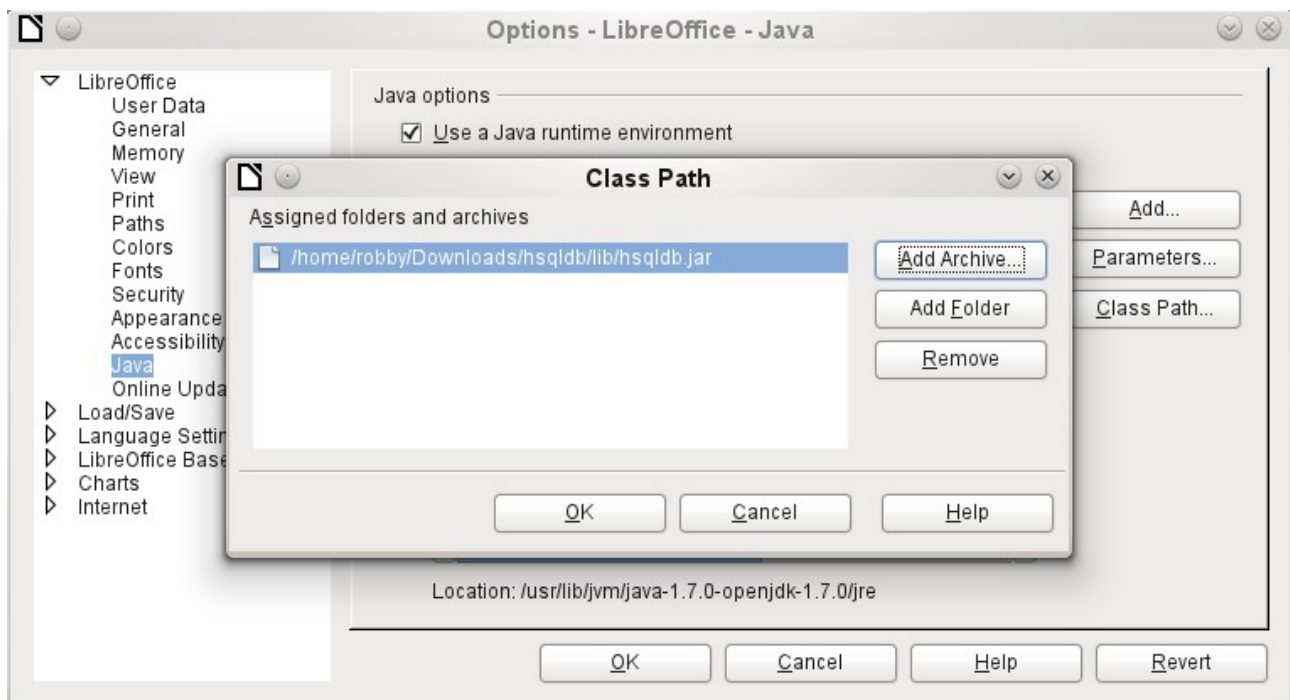 Options - LibreOffice - Java
LibreOffice
User Data
General
Memory
View
Print
Paths
Colors
Fonts
Security
Appearance
Accessibility
Java
Online Upda
Load/Save
Language Settin
LibreOffice Base
Charts
Internet
Java options
Use a Java runtime environment
Add...
Parameters...
Class Path...
Class Path
Assigned folders and archives
/home/robby/Downloads/hsqldb/lib/hsqldb.jar
Add Archive...
Add Folder
Remove
OK
Cancel
Help
Location: /usr/lib/jvm/java-1.7.0-openjdk-1.7.0/jre
OK
Cancel
Help
Revert